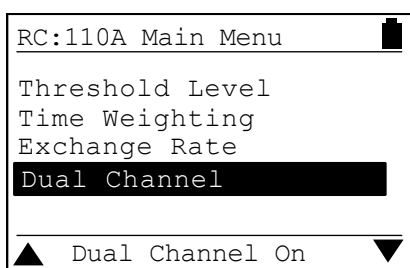 RC:110A Main Menu
Threshold Level
Time Weighting
Exchange Rate
Dual Channel
Dual Channel On